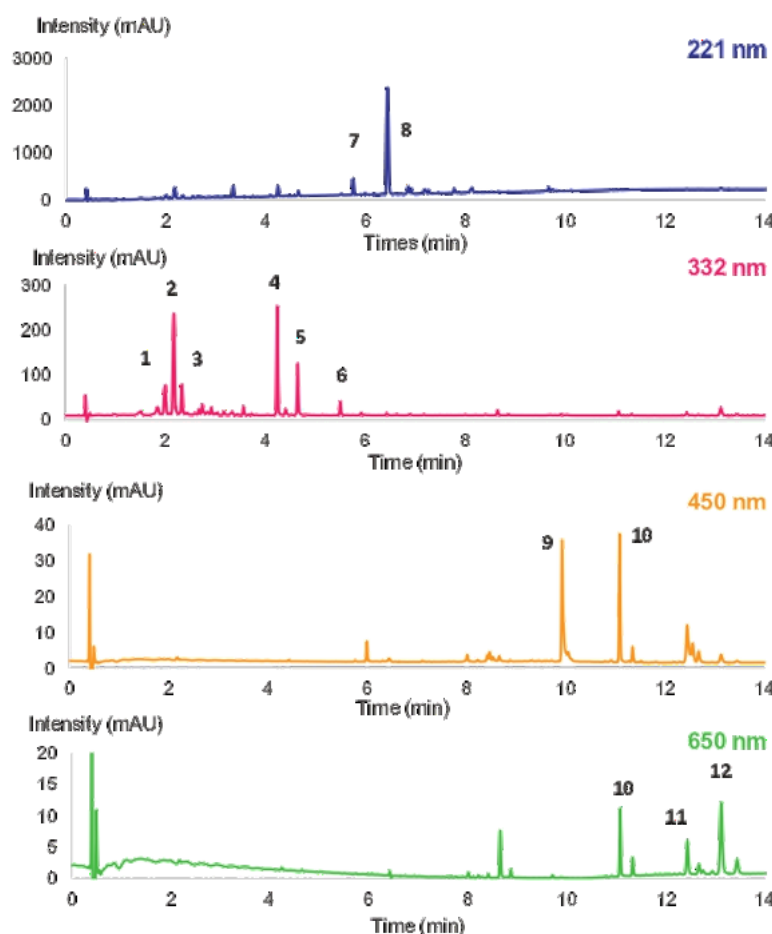 Intensity (mAU)
221 nm
3000
2000
1000
0
7
8
0 2 4 6 8 10 12 14
Times (min)
Intensity (mAU)
332 nm
300
200
100
0
1
2
3
4
5
6
0 2 4 6 8 10 12 14
Time (min)
Intensity (mAU)
450 nm
40
30
20
10
0
9
10
0 2 4 6 8 10 12 14
Time (min)
Intensity (mAU)
650 nm
20
15
10
5
0
10
11
12
0 2 4 6 8 10 12 14
Time (min)